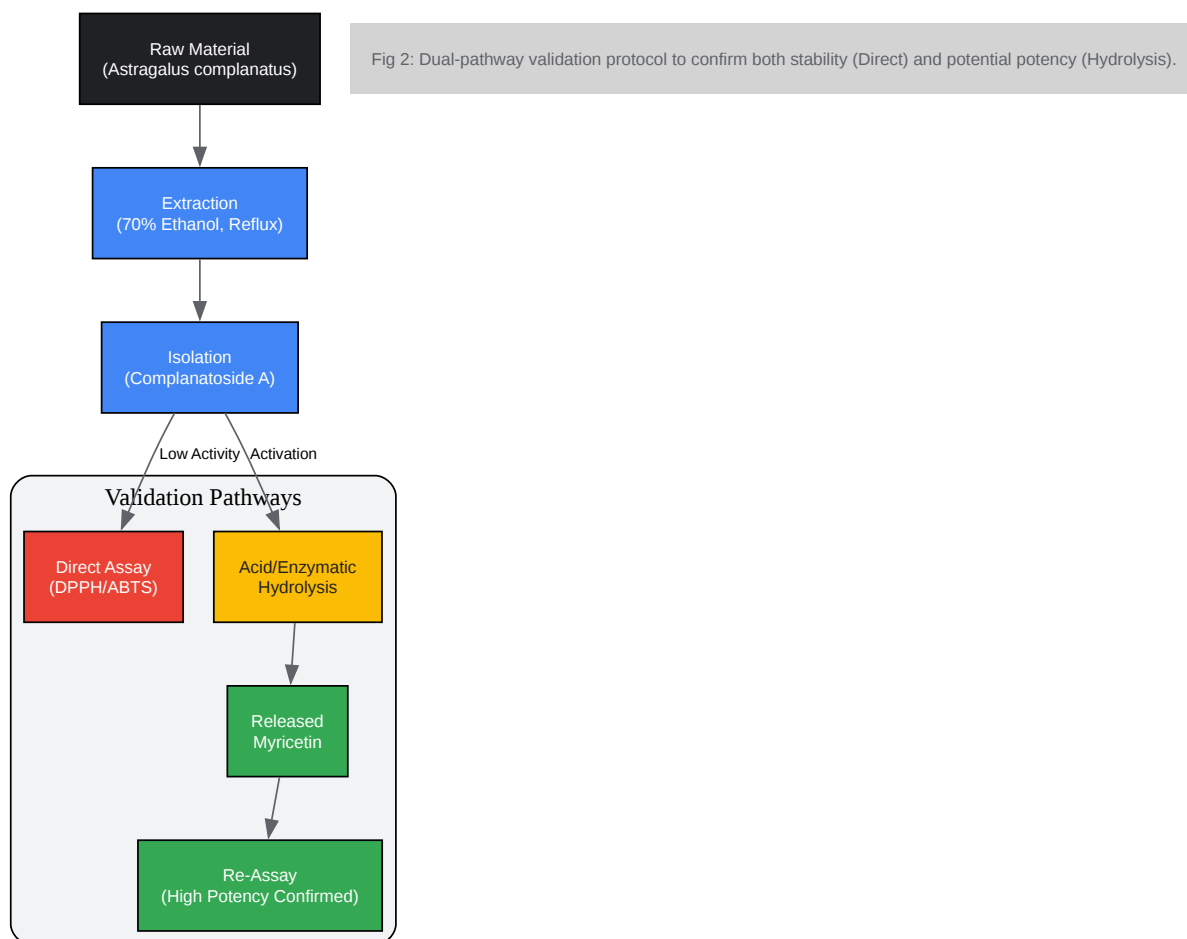 Raw Material
(Astragalus complanatus)
Fig 2: Dual-pathway validation protocol to confirm both stability (Direct) and potential potency (Hydrolysis).
Extraction
(70% Ethanol, Reflux)
Isolation
(Complanatoside A)
Low Activity
Activation
Validation Pathways
Direct Assay
(DPPH/ABTS)
Acid/Enzymatic
Hydrolysis
Released
Myricetin
Re-Assay
(High Potency Confirmed)